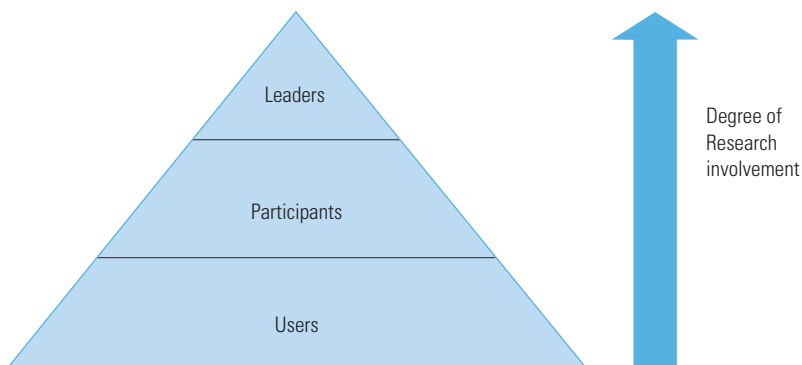 Leaders
Participants
Users
Degree of
Research
involvement